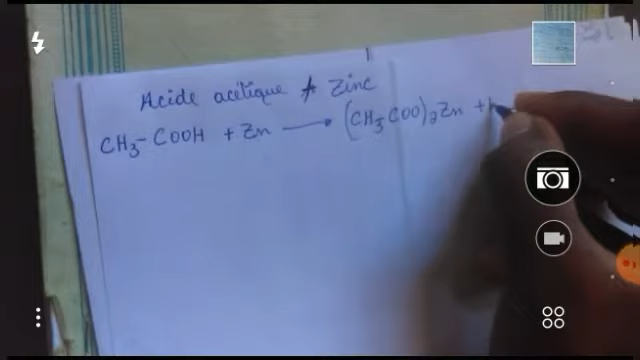 Acide acétique + Zinc
CH3-COOH + Zn → (CH3COO)2Zn +